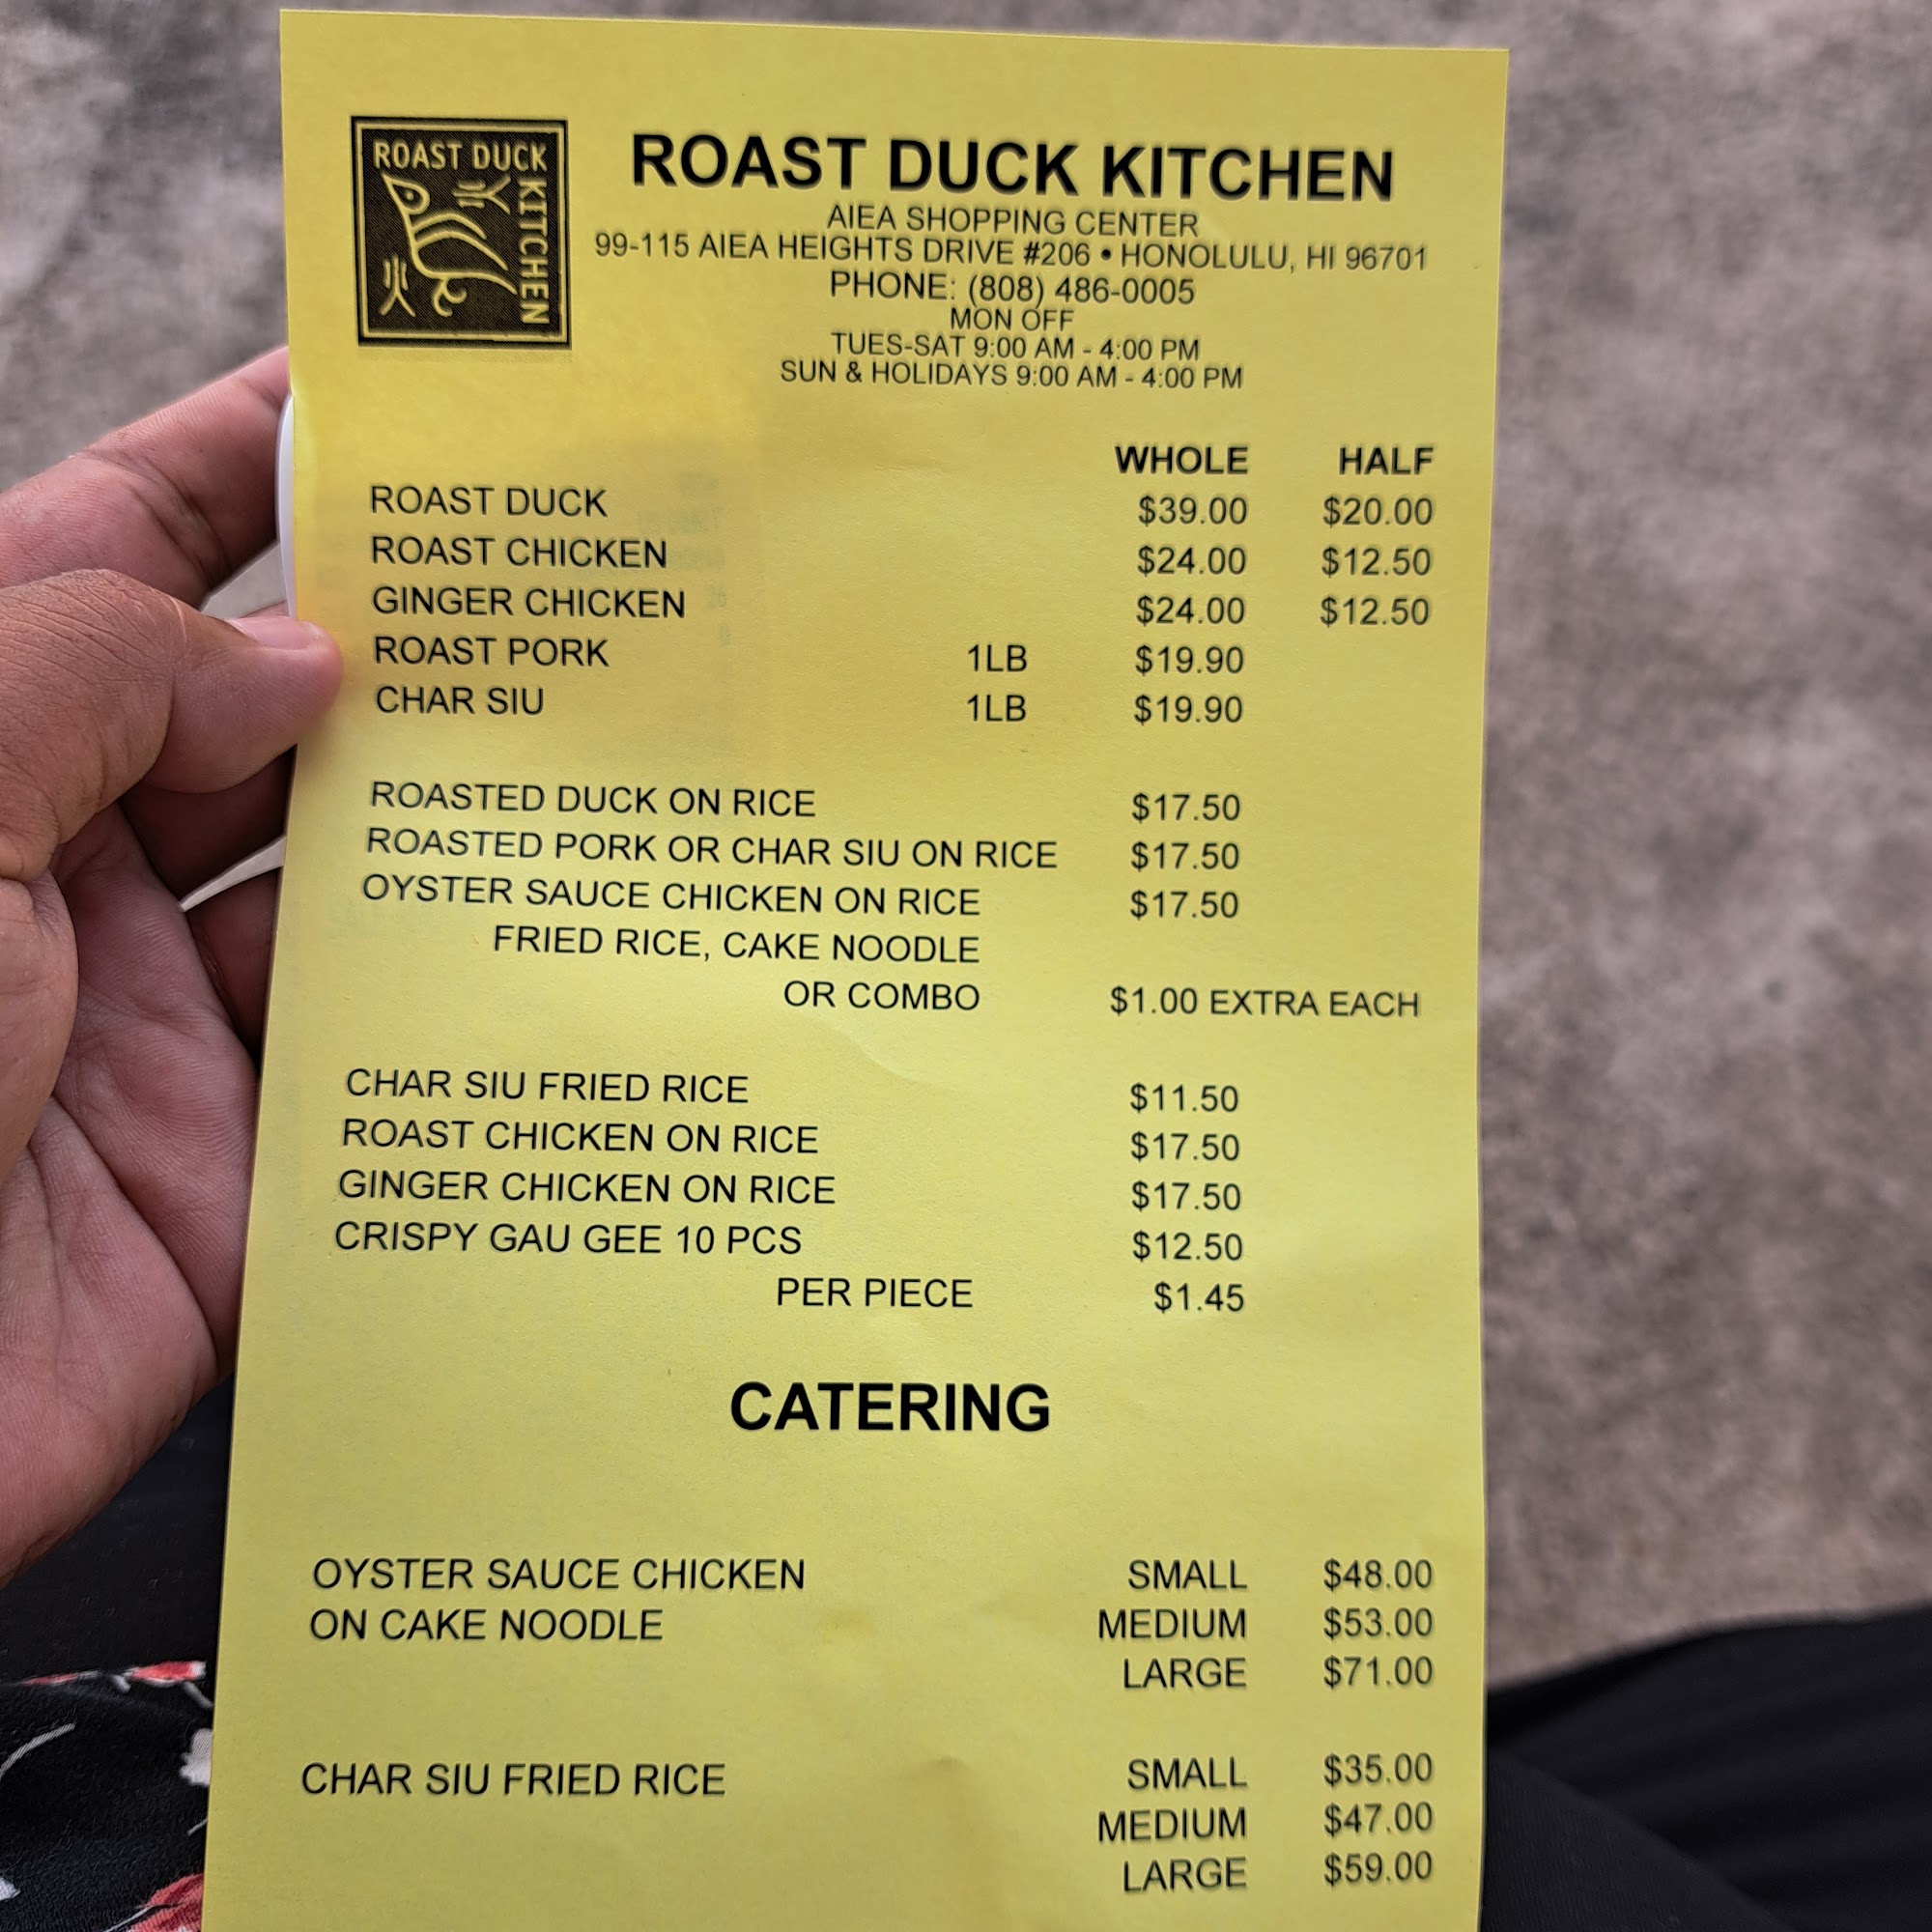 ROAST DUCK
KITCHEN
火
ROAST DUCK KITCHEN
AIEA SHOPPING CENTER
99-115 AIEA HEIGHTS DRIVE #206 • HONOLULU, HI 96701
PHONE: (808) 486-0005
MON OFF
TUES-SAT 9:00 AM - 4:00 PM
SUN & HOLIDAYS 9:00 AM - 4:00 PM
WHOLE HALF
ROAST DUCK $39.00 $20.00
ROAST CHICKEN $24.00 $12.50
GINGER CHICKEN $24.00 $12.50
ROAST PORK 1LB $19.90
CHAR SIU 1LB $19.90
ROASTED DUCK ON RICE $17.50
ROASTED PORK OR CHAR SIU ON RICE $17.50
OYSTER SAUCE CHICKEN ON RICE $17.50
FRIED RICE, CAKE NOODLE
OR COMBO $1.00 EXTRA EACH
CHAR SIU FRIED RICE $11.50
ROAST CHICKEN ON RICE $17.50
GINGER CHICKEN ON RICE $17.50
CRISPY GAU GEE 10 PCS $12.50
PER PIECE $1.45
CATERING
OYSTER SAUCE CHICKEN SMALL $48.00
ON CAKE NOODLE MEDIUM $53.00
LARGE $71.00
CHAR SIU FRIED RICE SMALL $35.00
MEDIUM $47.00
LARGE $59.00